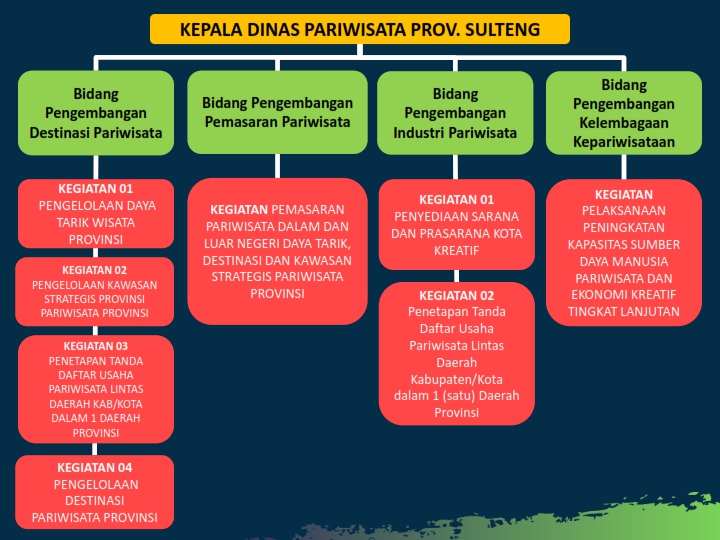 KEPALA DINAS PARIWISATA PROV. SULTENG
Bidang
Pengembangan
Destinasi Pariwisata
Bidang Pengembangan
Pemasaran Pariwisata
Bidang
Pengembangan
Industri Pariwisata
Bidang
Pengembangan
Kelembagaan
Kepariwisataan
KEGIATAN 01
PENGELOLAAN DAYA
TARIK WISATA
PROVINSI
KEGIATAN 02
PENGELOLAAN KAWASAN
STRATEGIS PROVINSI
PARIWISATA PROVINSI
KEGIATAN 03
PENETAPAN TANDA
DAFTAR USAHA
PARIWISATA LINTAS
DAERAH KAB/KOTA
DALAM 1 DAERAH
PROVINSI
KEGIATAN 04
PENGELOLAAN
DESTINASI
PARIWISATA PROVINSI
KEGIATAN PEMASARAN
PARIWISATA DALAM DAN
LUAR NEGERI DAYA TARIK,
DESTINASI DAN KAWASAN
STRATEGIS PARIWISATA
PROVINSI
KEGIATAN 01
PENYEDIAAN SARANA
DAN PRASARANA KOTA
KREATIF
KEGIATAN 02
Penetapan Tanda
Daftar Usaha
Pariwisata Lintas
Daerah
Kabupaten/Kota
dalam 1 (satu) Daerah
Provinsi
KEGIATAN
PELAKSANAAN
PENINGKATAN
KAPASITAS SUMBER
DAYA MANUSIA
PARIWISATA DAN
EKONOMI KREATIF
TINGKAT LANJUTAN